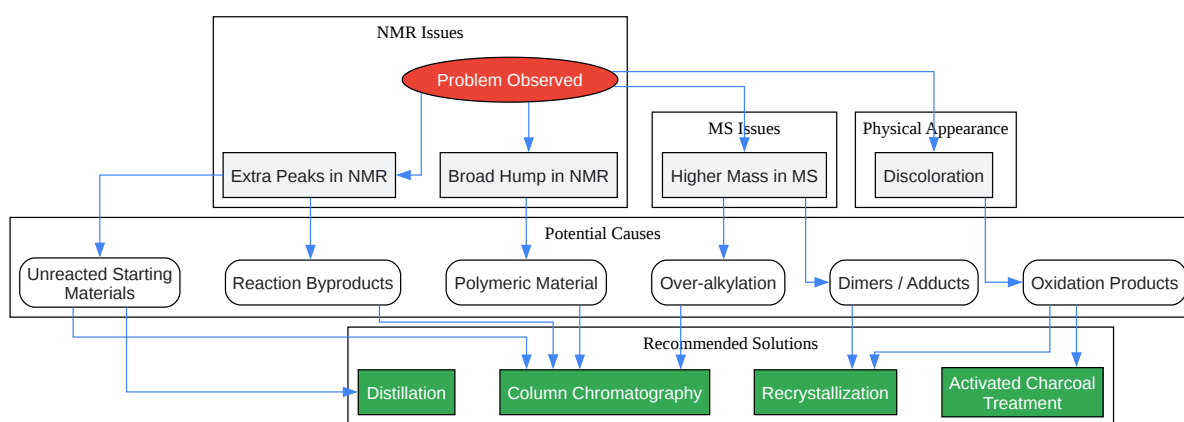 NMR Issues
Problem Observed
MS Issues
Physical Appearance
Extra Peaks in NMR
Broad Hump in NMR
Higher Mass in MS
Discoloration
Potential Causes
Unreacted Starting
Materials
Reaction Byproducts
Polymeric Material
Over-alkylation
Dimers / Adducts
Oxidation Products
Recommended Solutions
Distillation
Column Chromatography
Recrystallization
Activated Charcoal
Treatment